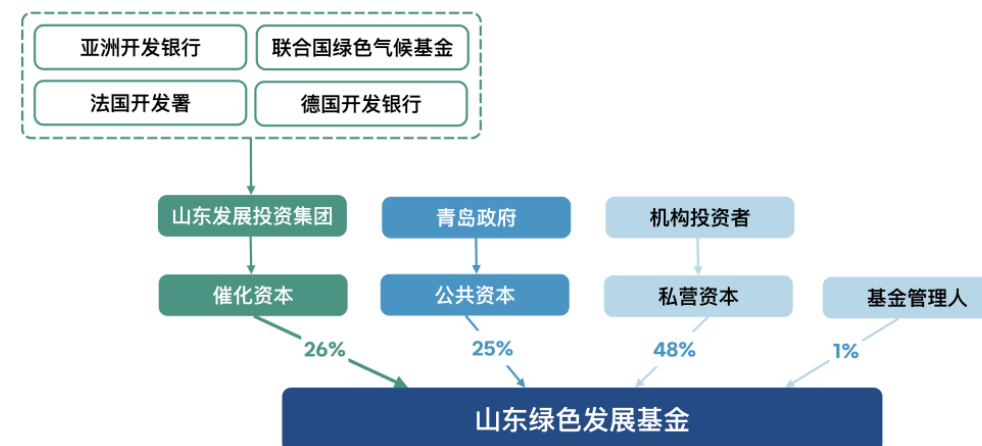 亚洲开发银行
联合国绿色气候基金
法国开发署
德国开发银行
山东发展投资集团
青岛政府
机构投资者
催化资本
公共资本
私营资本
基金管理人
26%
25%
48%
1%
山东绿色发展基金